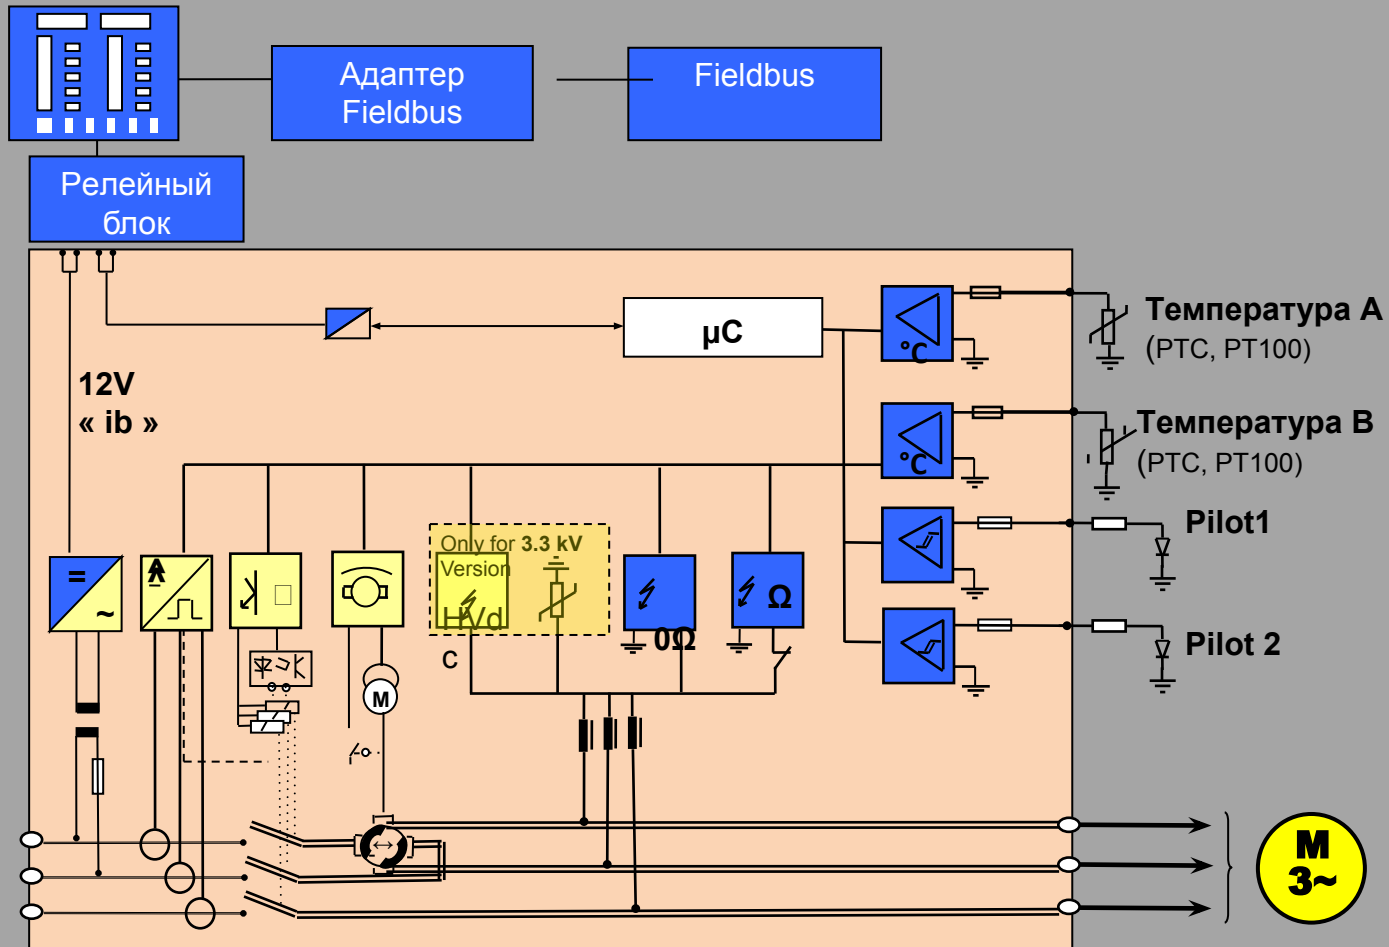 Адаптер
Fieldbus
Fieldbus
Релейный
блок
µC
°C
Температура A
(PTC, PT100)
12V
« ib »
°C
Температура B
(PTC, PT100)
Only for 3.3 kV
Version
HVd
c
=
~
A
0Ω
Ω
Pilot1
Pilot 2
M
M
3~